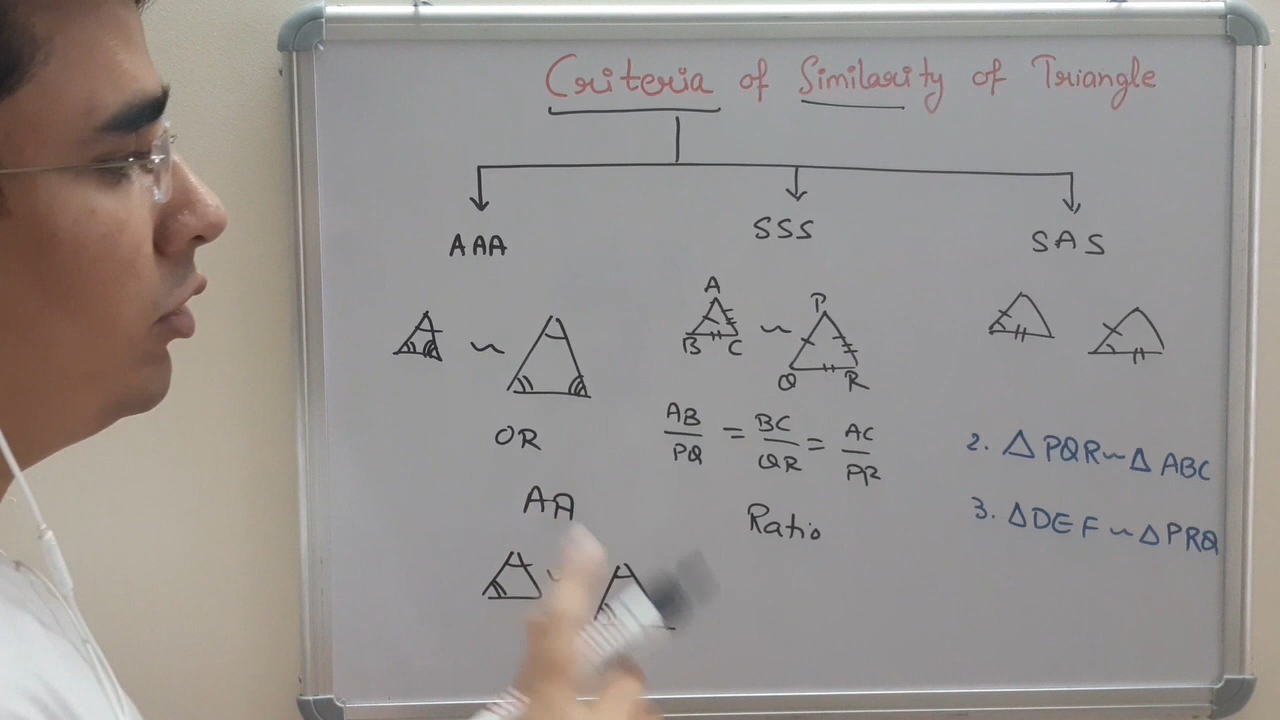 Criteria of Similarity of Triangle
AAA
SSS
SAS
A
B C
~
P
Q R
~
OR
AA
~
AB/PQ = BC/QR = AC/PR
Ratio
2. △ PQR ~ △ ABC
3. △ DEF ~ △ PRQ